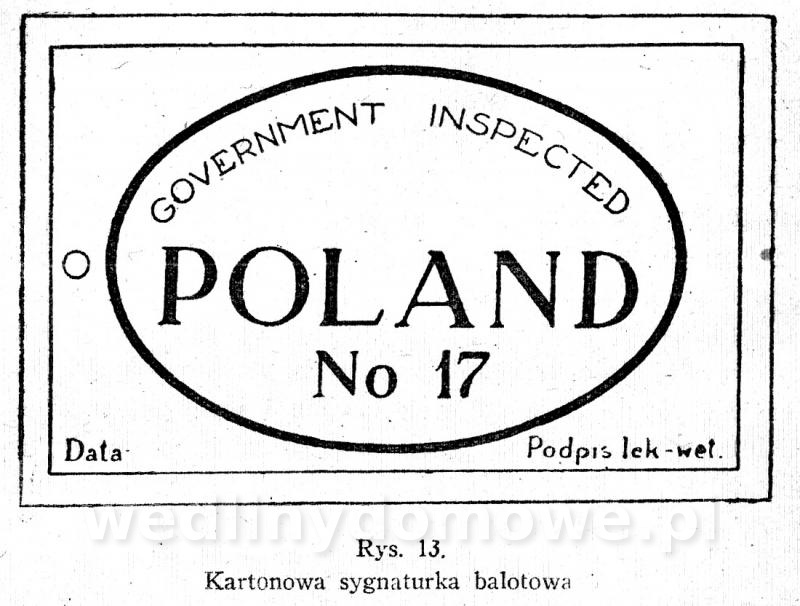 GOVERNMENT INSPECTED
POLAND
No 17
Data
Podpis lek-wet.
wedlinydomowe.pl
Rys. 13.
Kartonowa sygnaturka balotowa